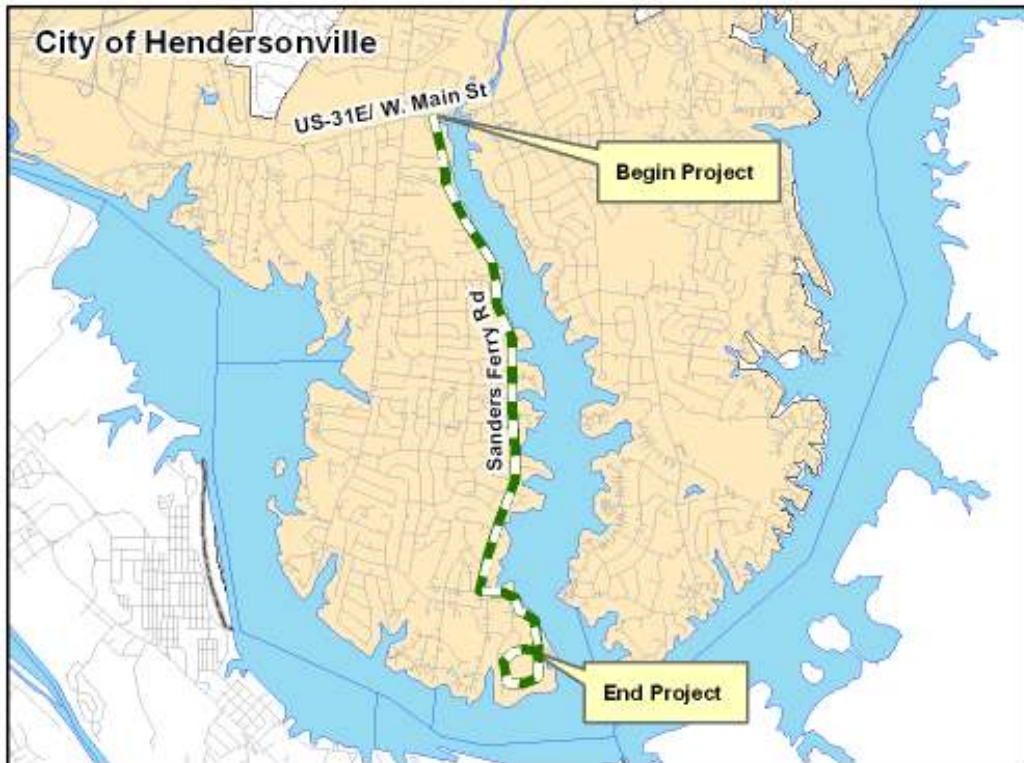 City of Hendersonville
US-31E/ W. Main St
Begin Project
Sanders Ferry Rd
End Project